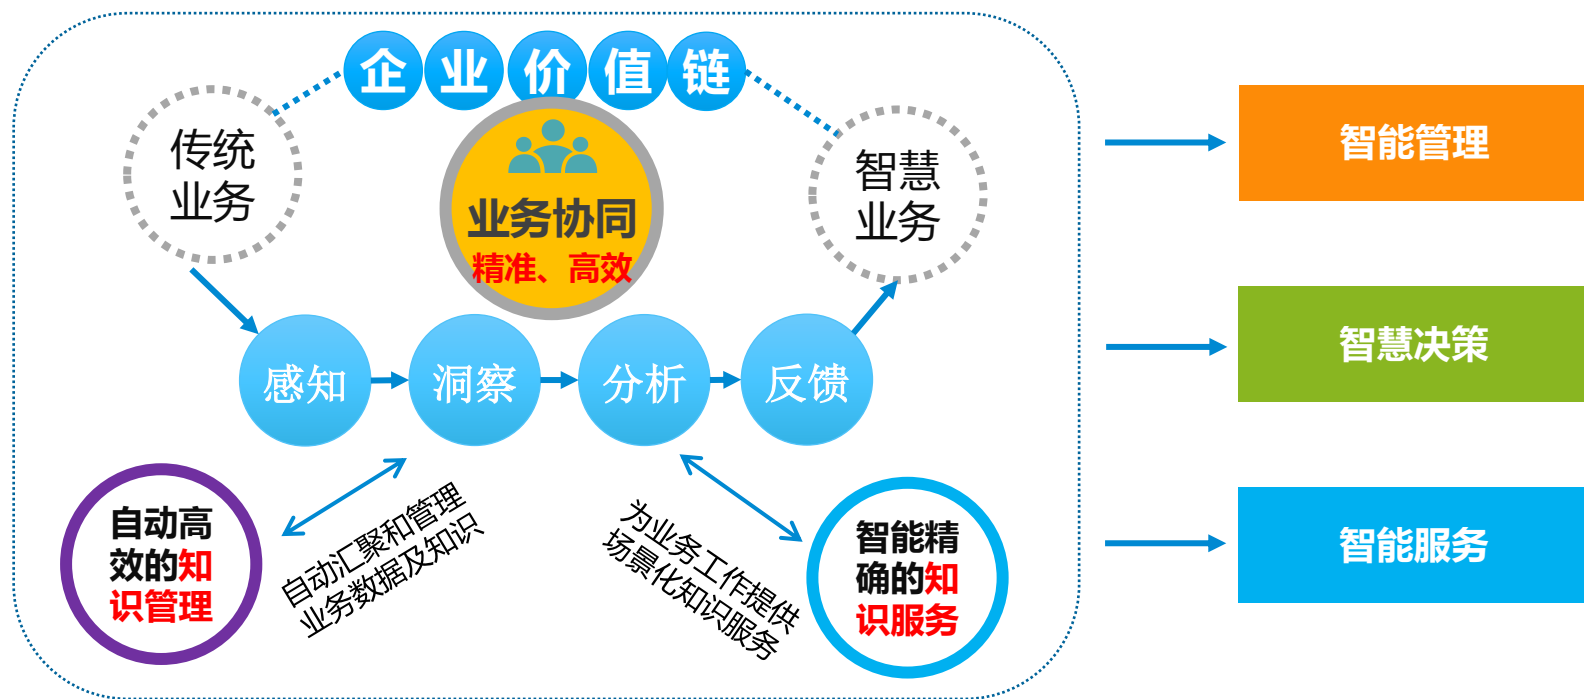 企业价值链
传统
业务
业务协同
精准、高效
智慧
业务
感知
洞察
分析
反馈
自动高
效的知
识管理
自动汇聚和管理
业务数据及知识
为业务工作提供
场景化知识服务
智能精
确的知
识服务
智能管理
智慧决策
智能服务